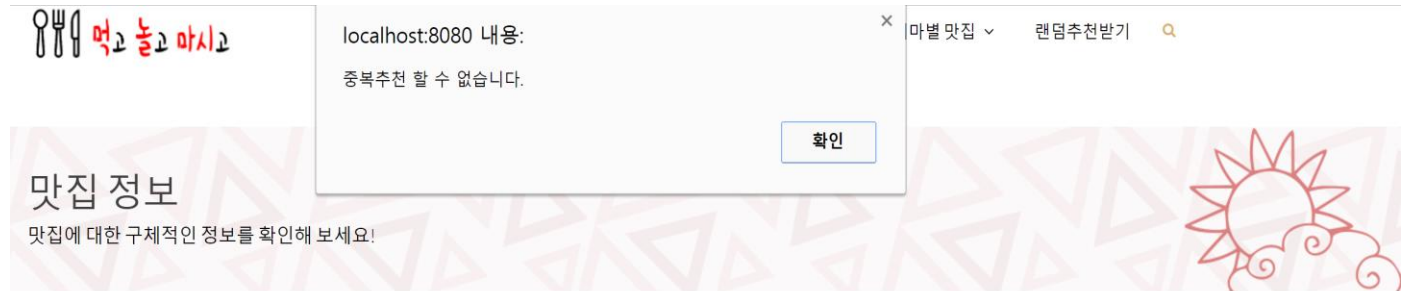 먹고 놀고 마시고
localhost:8080 내용:
중복추천 할 수 없습니다.
확인
마별 맛집
랜덤추천받기
맛집 정보
맛집에 대한 구체적인 정보를 확인해 보세요!